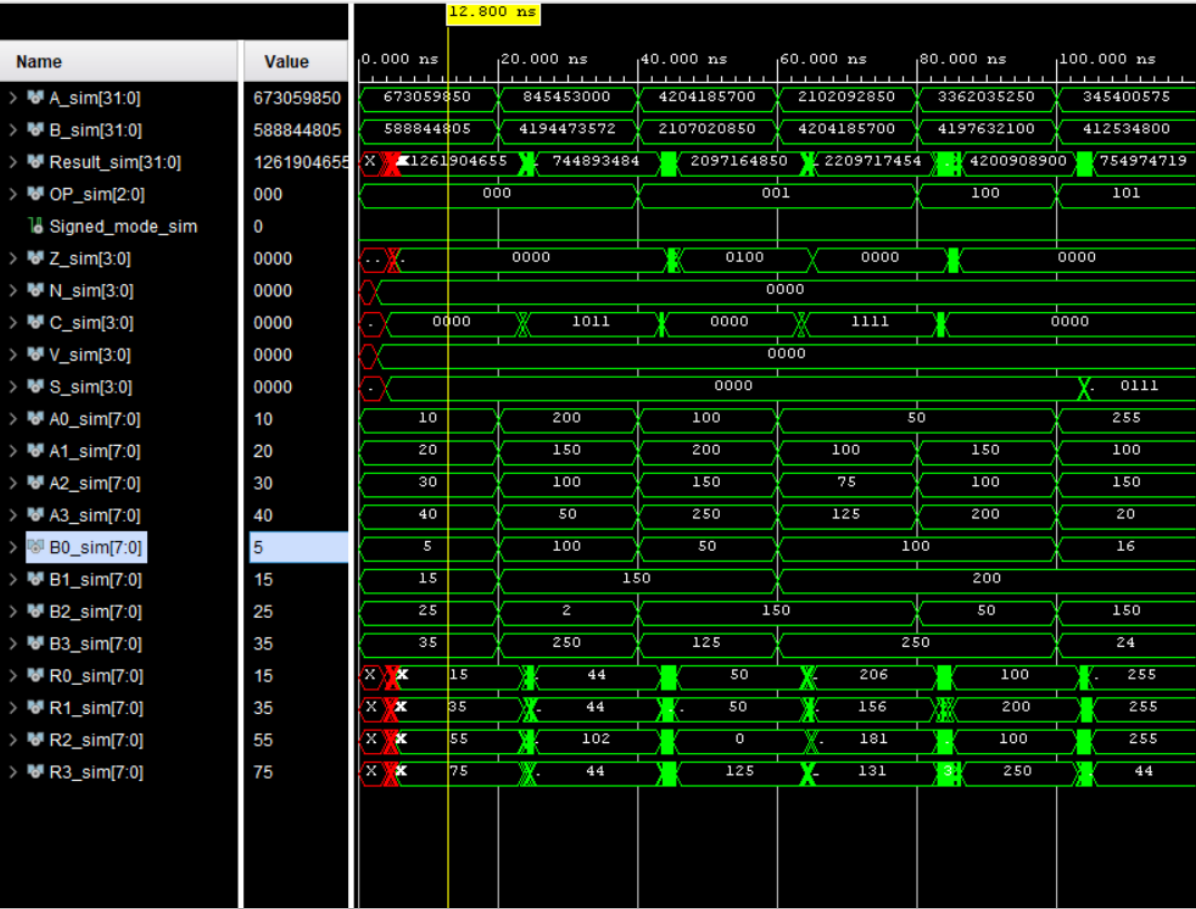 12.800 ns
Name Value 0.000 ns 20.000 ns 40.000 ns 60.000 ns 80.000 ns 100.000 ns
A_sim[31:0] 673059850 673059850 845453000 4204185700 2102092850 3362035250 345400575
B_sim[31:0] 588844805 588844805 4194473572 2107020850 4204185700 4197632100 412534800
Result_sim[31:0] 1261904655 X 1261904655 744893484 2097164850 2209717454 4200908900 754974719
OP_sim[2:0] 000 000 001 100 101
Signed_mode_sim 0
Z_sim[3:0] 0000 .. . 0000 0100 0000 0000
N_sim[3:0] 0000 0000
C_sim[3:0] 0000 . 0000 1011 0000 1111 0000
V_sim[3:0] 0000 0000
S_sim[3:0] 0000 . 0000 . 0111
A0_sim[7:0] 10 10 200 100 50 255
A1_sim[7:0] 20 20 150 200 100 150 100
A2_sim[7:0] 30 30 100 150 75 100 150
A3_sim[7:0] 40 40 50 250 125 200 20
B0_sim[7:0] 5 5 100 50 100 16
B1_sim[7:0] 15 15 150 200
B2_sim[7:0] 25 25 2 150 50 150
B3_sim[7:0] 35 35 250 125 250 24
R0_sim[7:0] 15 X 15 44 50 206 100 255
R1_sim[7:0] 35 X 35 44 50 156 200 255
R2_sim[7:0] 55 X 55 102 0 181 100 255
R3_sim[7:0] 75 X 75 44 125 131 3 250 44